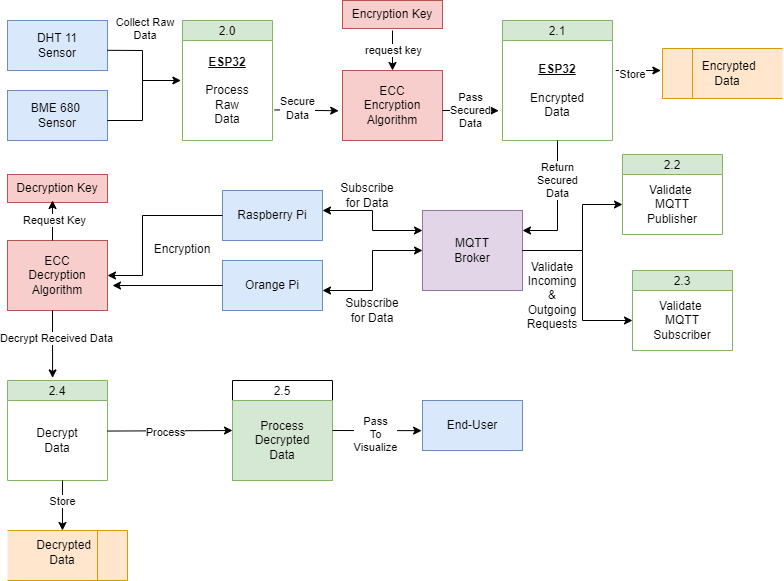 DHT 11
Sensor
BME 680
Sensor
Collect Raw
Data
2.0
ESP32
Process
Raw
Data
Secure
Data
Encryption Key
request key
ECC
Encryption
Algorithm
Pass
Secured
Data
2.1
ESP32
Encrypted
Data
Store
Encrypted
Data
Return
Secured
Data
2.2
Validate
MQTT
Publisher
2.3
Validate
MQTT
Subscriber
Validate
Incoming
&
Outgoing
Requests
MQTT
Broker
Subscribe
for Data
Subscribe
for Data
Raspberry Pi
Orange Pi
Encryption
Decryption Key
Request Key
ECC
Decryption
Algorithm
Decrypt Received Data
2.4
Decrypt
Data
Process
2.5
Process
Decrypted
Data
Pass
To
Visualize
End-User
Store
Decrypted
Data